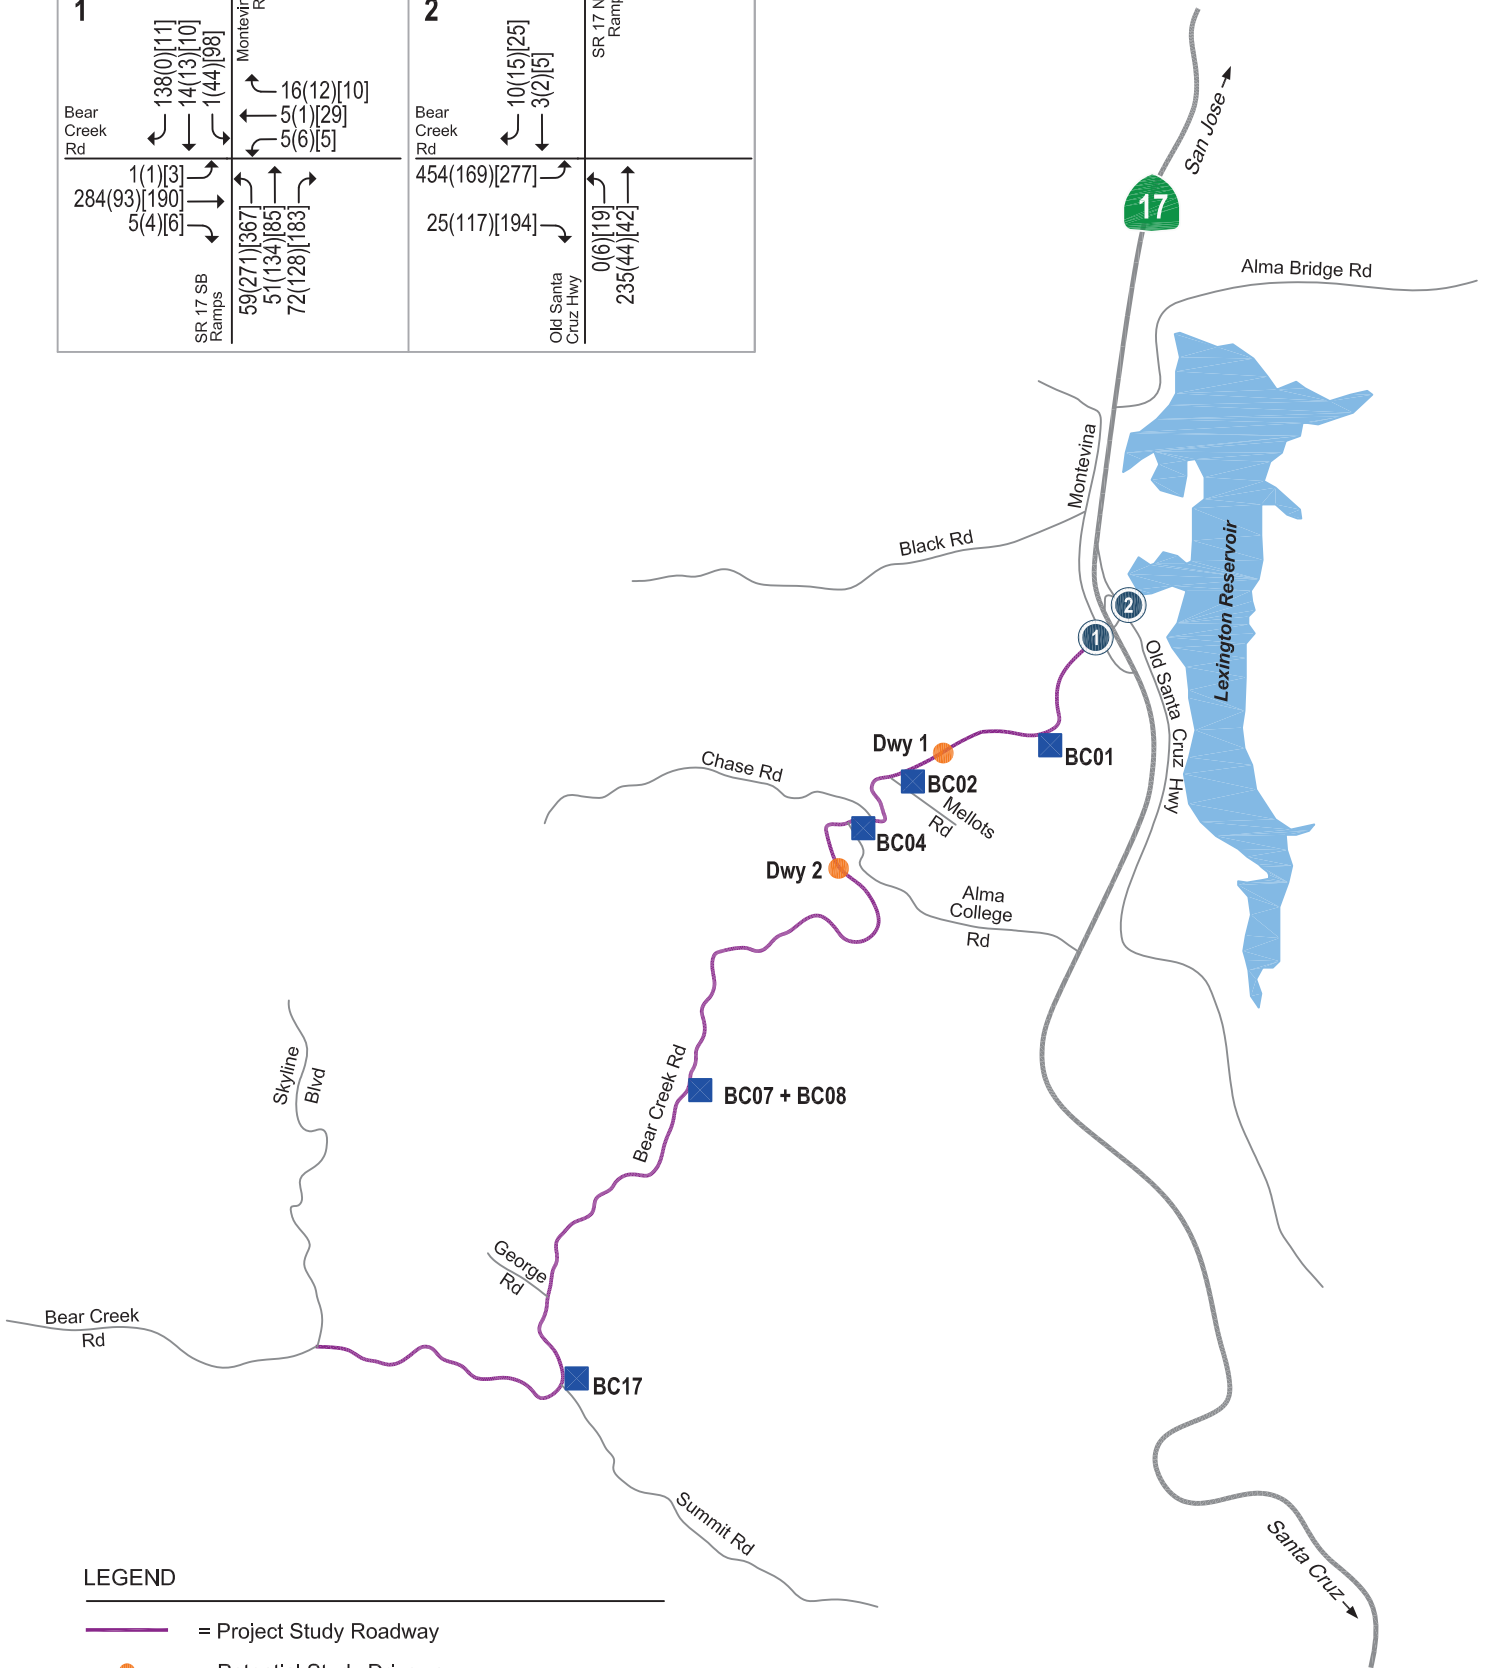 1
138(0)[11]
14(13)[10]
1(44)[98]
16(12)[10]
5(1)[29]
5(6)[5]
Bear
Creek
Rd
1(1)[3]
284(93)[190]
5(4)[6]
59(271)[367]
51(134)[85]
72(128)[183]
SR 17 SB
Ramps
2
SR 17
10(15)[25]
3(2)[5]
Bear
Creek
Rd
454(169)[277]
25(117)[194]
0(6)[19]
235(44)[42]
Old Santa
Cruz Hwy
San Jose
17
Alma Bridge Rd
Montevina
Black Rd
Lexington Reservoir
2
1
Old Santa Cruz Hwy
Dwy 1
BC01
Chase Rd
BC02
Mellots
Rd
BC04
Dwy 2
Alma
College
Rd
Skyline
Blvd
Bear Creek Rd
BC07 + BC08
George
Rd
Bear Creek
Rd
BC17
Summit Rd
Santa Cruz
LEGEND
= Project Study Roadway